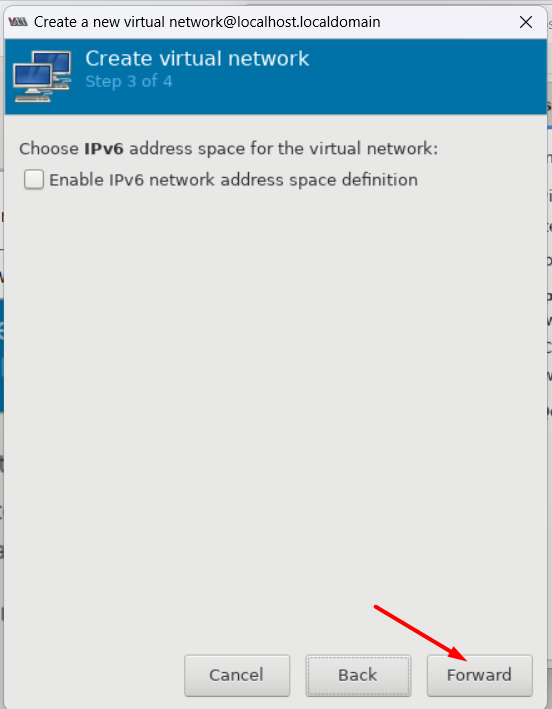 Create a new virtual network@localhost.localdomain
Create virtual network
Step 3 of 4
Choose IPv6 address space for the virtual network:
Enable IPv6 network address space definition
Cancel
Back
Forward